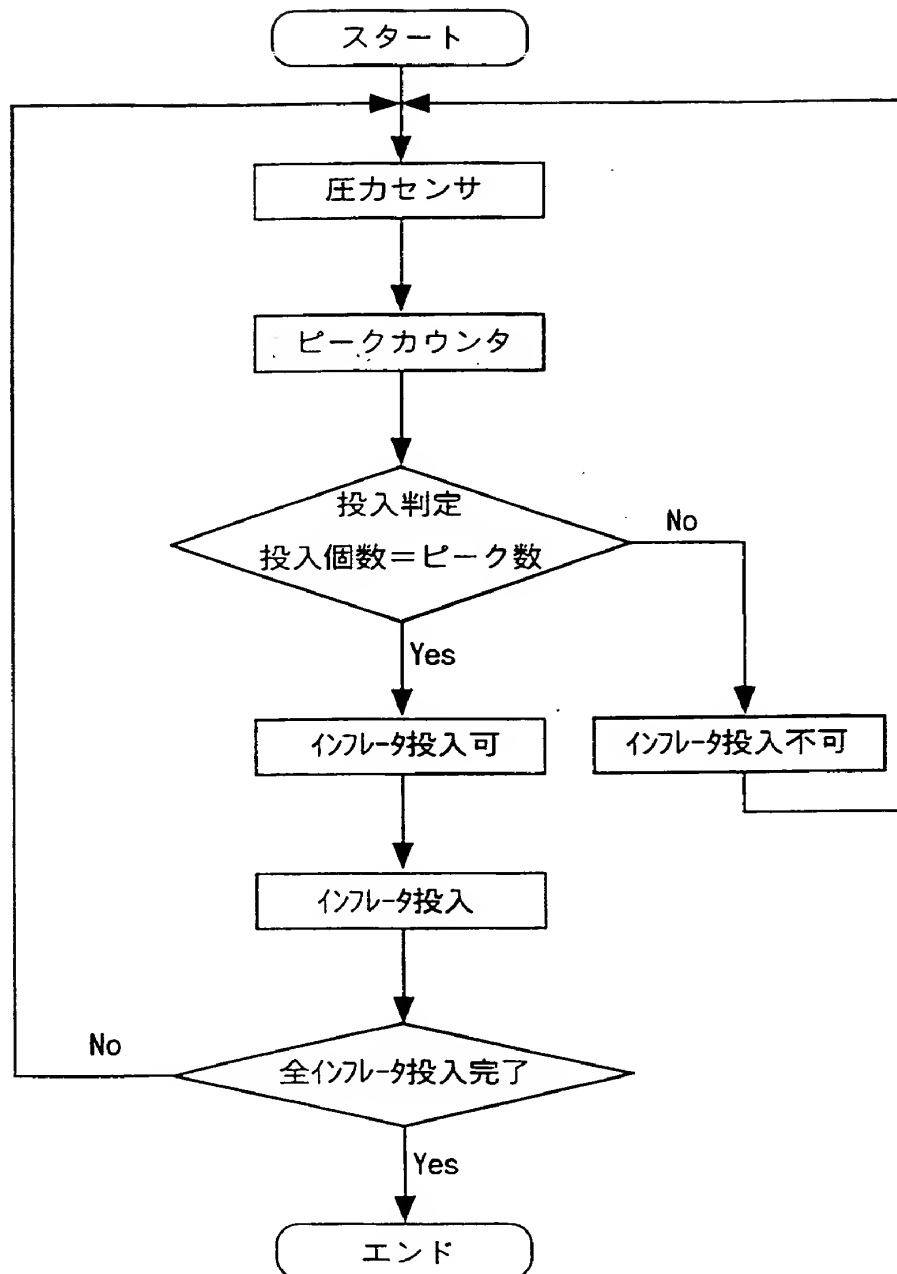 スタート
圧力センサ
ピークカウンタ
投入判定
投入個数＝ピーク数
No
Yes
インフレータ投入可
インフレータ投入不可
インフレータ投入
全インフレータ投入完了
No
Yes
エンド